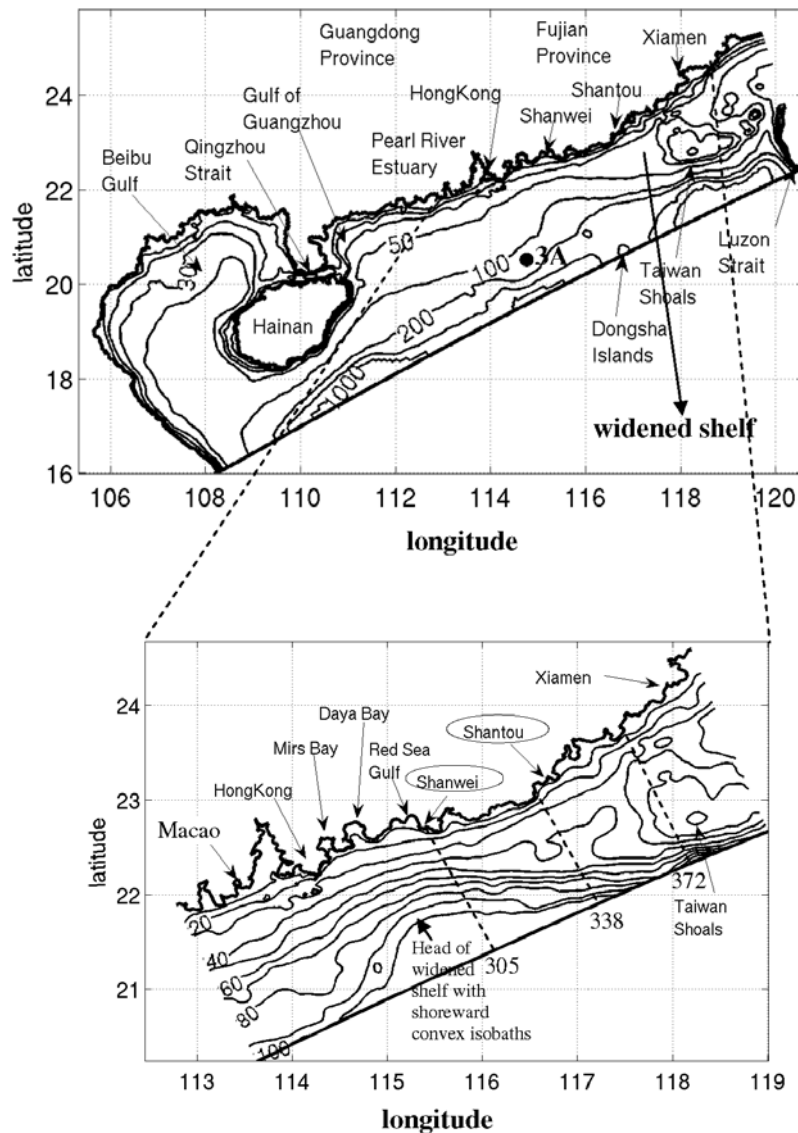 Guangdong
Province
Fujian
Province
Xiamen
Gulf of
Guangzhou
HongKong
Shantou
Shanwei
Qingzhou
Strait
Pearl River
Estuary
Beibu
Gulf
24
22
20
18
16
latitude
30
50
100
200
1000
3A
Hainan
Luzon
Strait
Taiwan
Shoals
Dongsha
Islands
widened shelf
106
108
110
112
114
116
118
120
longitude
Xiamen
Daya Bay
Shantou
Mirs Bay
Red Sea
Gulf
Shanwei
HongKong
Macao
24
23
22
21
latitude
20
40
60
80
100
372
338
305
Taiwan
Shoals
Head of
widened
shelf with
shoreward
convex isobaths
113
114
115
116
117
118
119
longitude